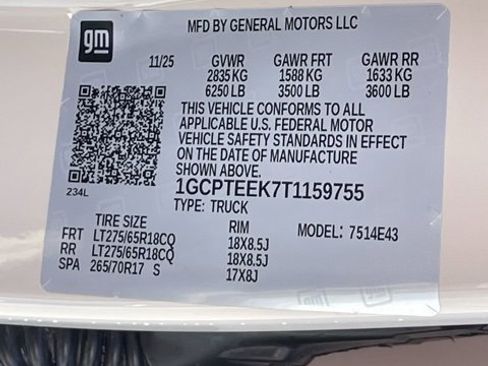 gm
MFD BY GENERAL MOTORS LLC
11/25 GVWR GAWR FRT GAWR RR
2835 KG 1588 KG 1633 KG
6250 LB 3500 LB 3600 LB
THIS VEHICLE CONFORMS TO ALL
APPLICABLE U.S. FEDERAL MOTOR
VEHICLE SAFETY STANDARDS IN EFFECT
ON THE DATE OF MANUFACTURE
SHOWN ABOVE.
234L
1GCPTEEK7T1159755
TYPE: TRUCK
TIRE SIZE RIM MODEL: 7514E43
FRT LT275/65R18CQ 18X8.5J
RR LT275/65R18CQ 18X8.5J
SPA 265/70R17 S 17X8J